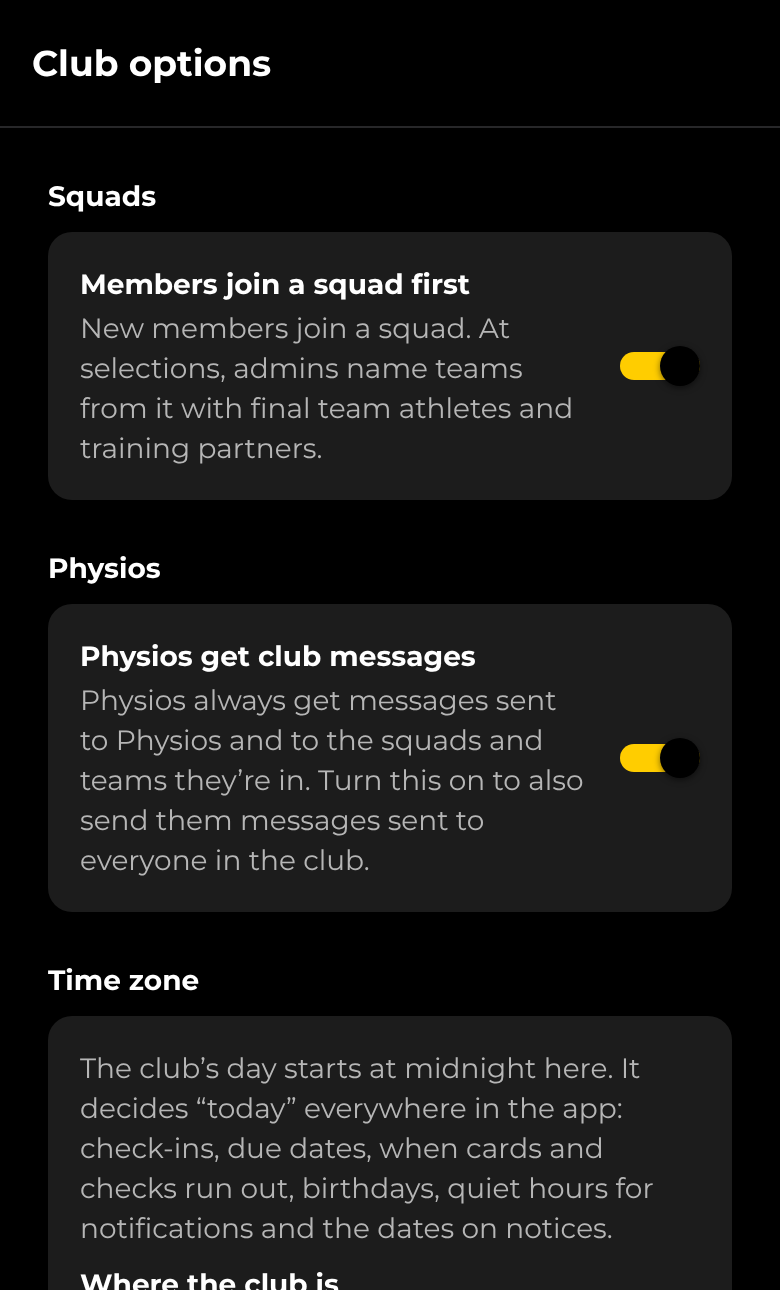 Club options
Squads
Members join a squad first
New members join a squad. At
selections, admins name teams
from it with final team athletes and
training partners.
Physios
Physios get club messages
Physios always get messages sent
to Physios and to the squads and
teams they’re in. Turn this on to also
send them messages sent to
everyone in the club.
Time zone
The club’s day starts at midnight here. It
decides “today” everywhere in the app:
check-ins, due dates, when cards and
checks run out, birthdays, quiet hours for
notifications and the dates on notices.
Where the club is